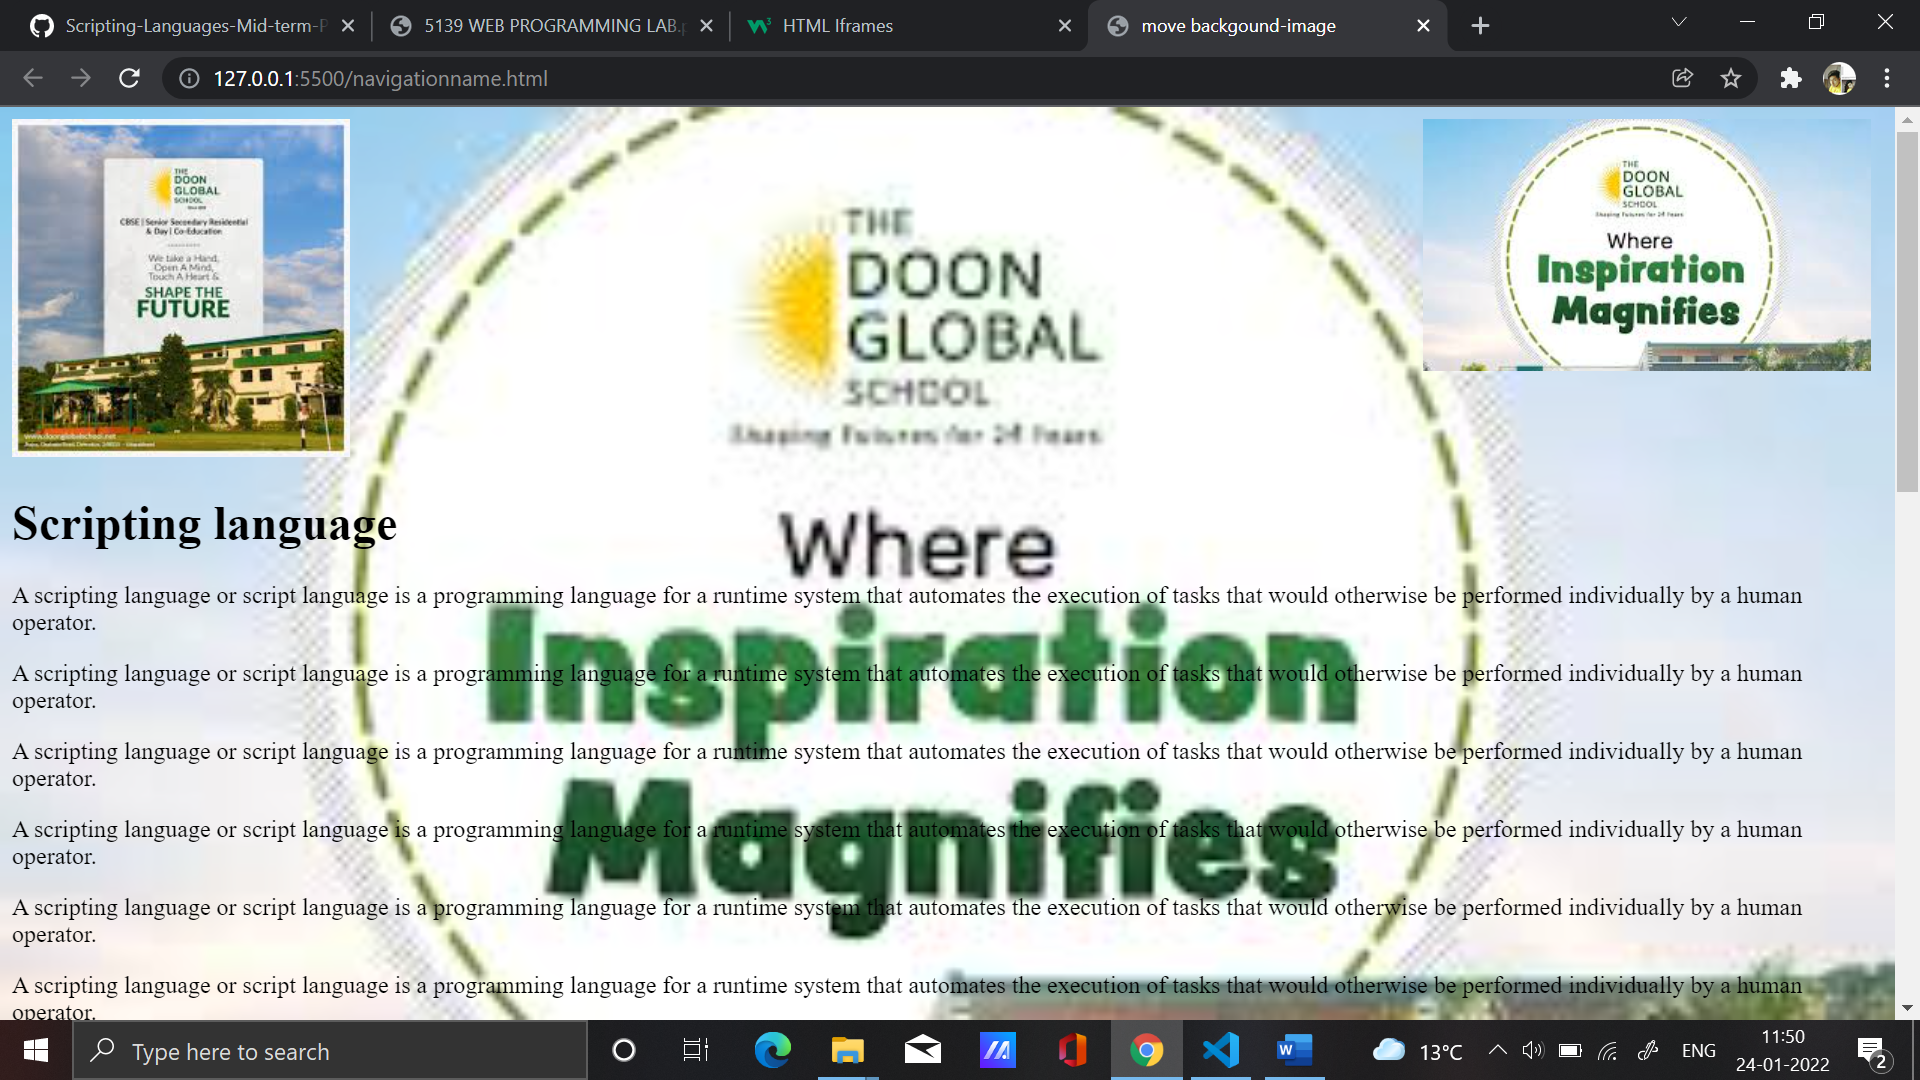 Scripting-Languages-Mid-term-P
5139 WEB PROGRAMMING LAB.p
HTML Iframes
move backgound-image
127.0.0.1:5500/navigationname.html
THE
DOON
GLOBAL
SCHOOL
CBSE | Senior Secondary Residential
& Day | Co-Education
We take a Hand,
Open A Mind,
Touch A Heart &
SHAPE THE
FUTURE
THE
DOON
GLOBAL
SCHOOL
Shaping Futures for 24 Years
Where
Inspiration
Magnifies
THE
DOON
GLOBAL
SCHOOL
Shaping Futures for 24 Years
Where
Inspiration
Magnifies
Scripting language
A scripting language or script language is a programming language for a runtime system that automates the execution of tasks that would otherwise be performed individually by a human
operator.
A scripting language or script language is a programming language for a runtime system that automates the execution of tasks that would otherwise be performed individually by a human
operator.
A scripting language or script language is a programming language for a runtime system that automates the execution of tasks that would otherwise be performed individually by a human
operator.
A scripting language or script language is a programming language for a runtime system that automates the execution of tasks that would otherwise be performed individually by a human
operator.
A scripting language or script language is a programming language for a runtime system that automates the execution of tasks that would otherwise be performed individually by a human
operator.
A scripting language or script language is a programming language for a runtime system that automates the execution of tasks that would otherwise be performed individually by a human
operator.
Type here to search
13°C
ENG
11:50
24-01-2022
2